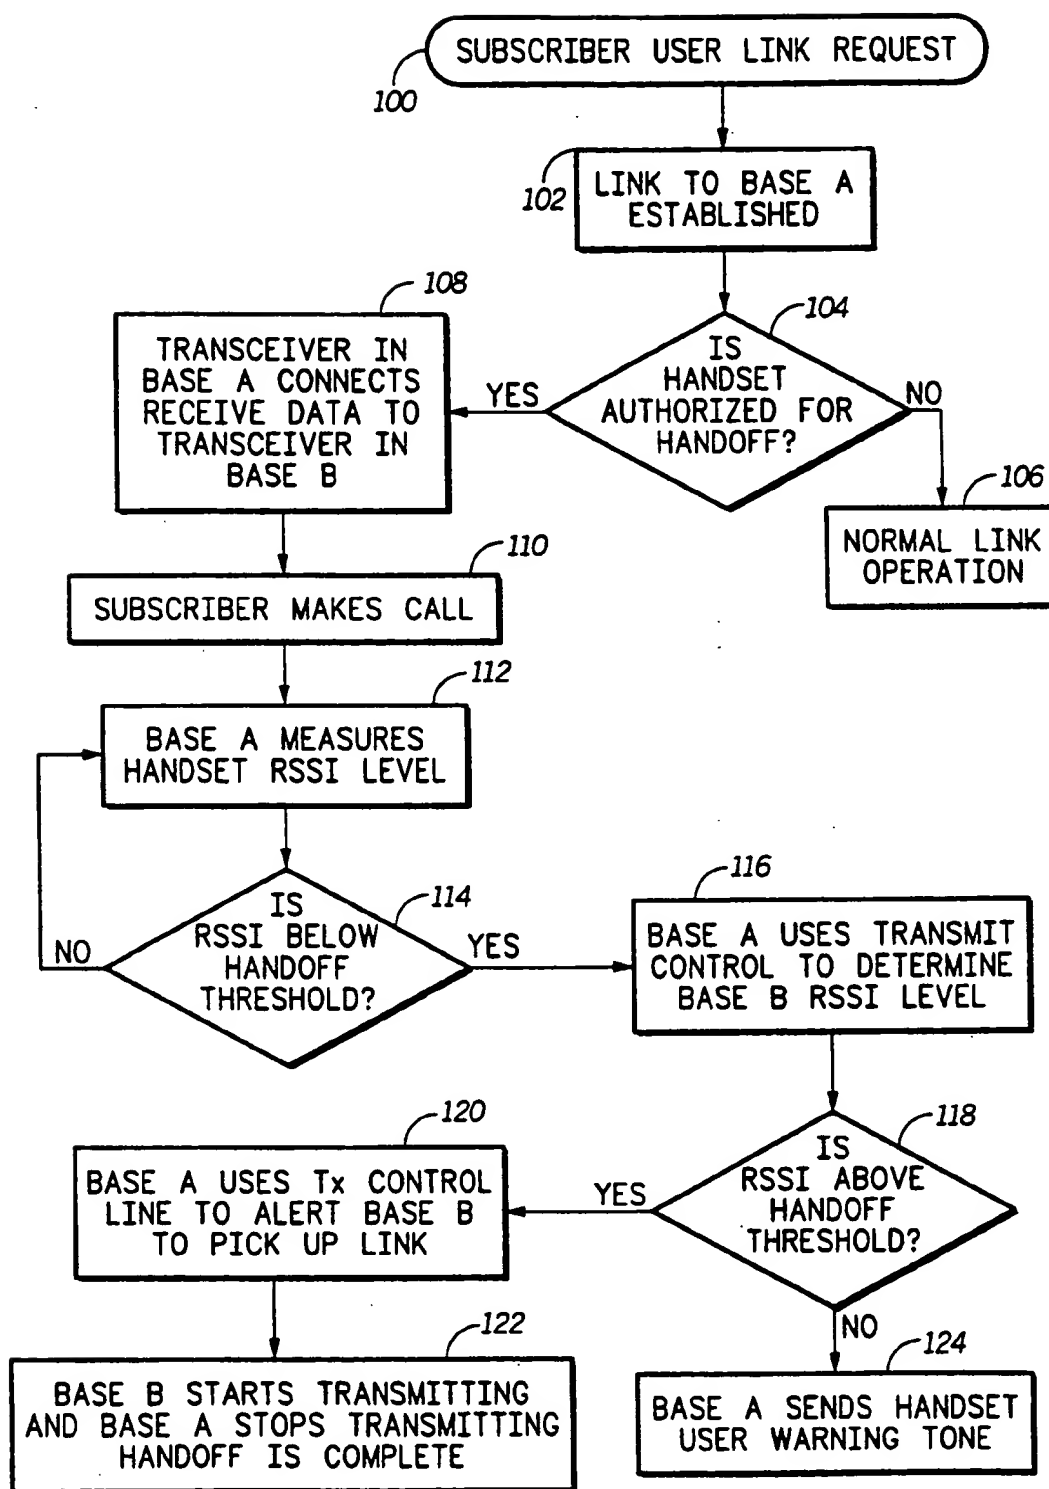 SUBSCRIBER USER LINK REQUEST
100
LINK TO BASE A
ESTABLISHED
102
108
104
TRANSCEIVER IN
BASE A CONNECTS
RECEIVE DATA TO
TRANSCEIVER IN
BASE B
YES
IS
HANDSET
AUTHORIZED FOR
HANDOFF?
NO
106
NORMAL LINK
OPERATION
110
SUBSCRIBER MAKES CALL
112
BASE A MEASURES
HANDSET RSSI LEVEL
114
IS
RSSI BELOW
HANDOFF
THRESHOLD?
NO
YES
116
BASE A USES TRANSMIT
CONTROL TO DETERMINE
BASE B RSSI LEVEL
118
IS
RSSI ABOVE
HANDOFF
THRESHOLD?
YES
120
BASE A USES Tx CONTROL
LINE TO ALERT BASE B
TO PICK UP LINK
NO
122
BASE B STARTS TRANSMITTING
AND BASE A STOPS TRANSMITTING
HANDOFF IS COMPLETE
124
BASE A SENDS HANDSET
USER WARNING TONE